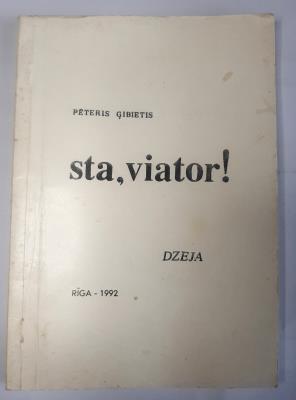 PĒTERIS ĢIBIETIS
sta, viator!
DZEJA
RĪGA - 1992